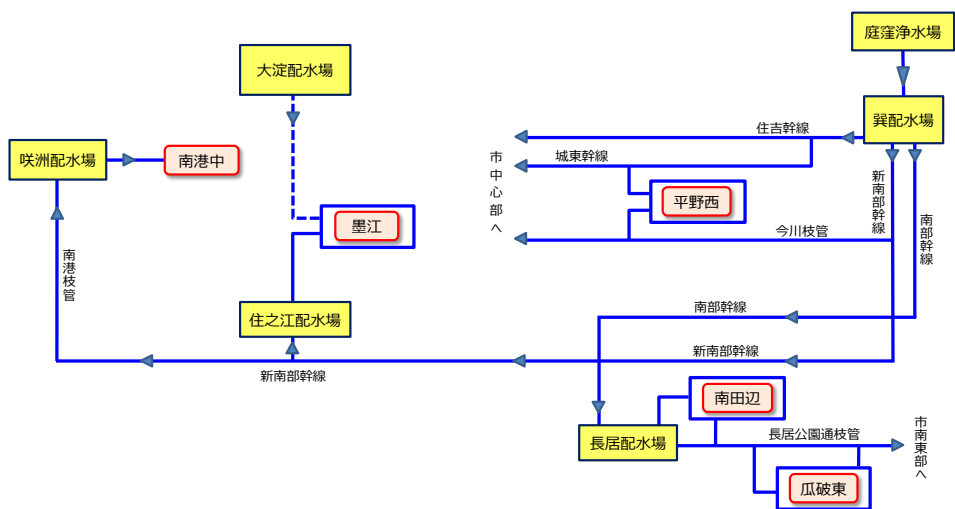 庭窪浄水場
大淀配水場
巽配水場
住吉幹線
咲洲配水場
南港中
市中心部へ
城東幹線
新南部幹線
平野西
墨江
南部幹線
今川枝管
南港枝管
南部幹線
住之江配水場
新南部幹線
新南部幹線
南田辺
長居配水場
長居公園通枝管
市南東部へ
瓜破東